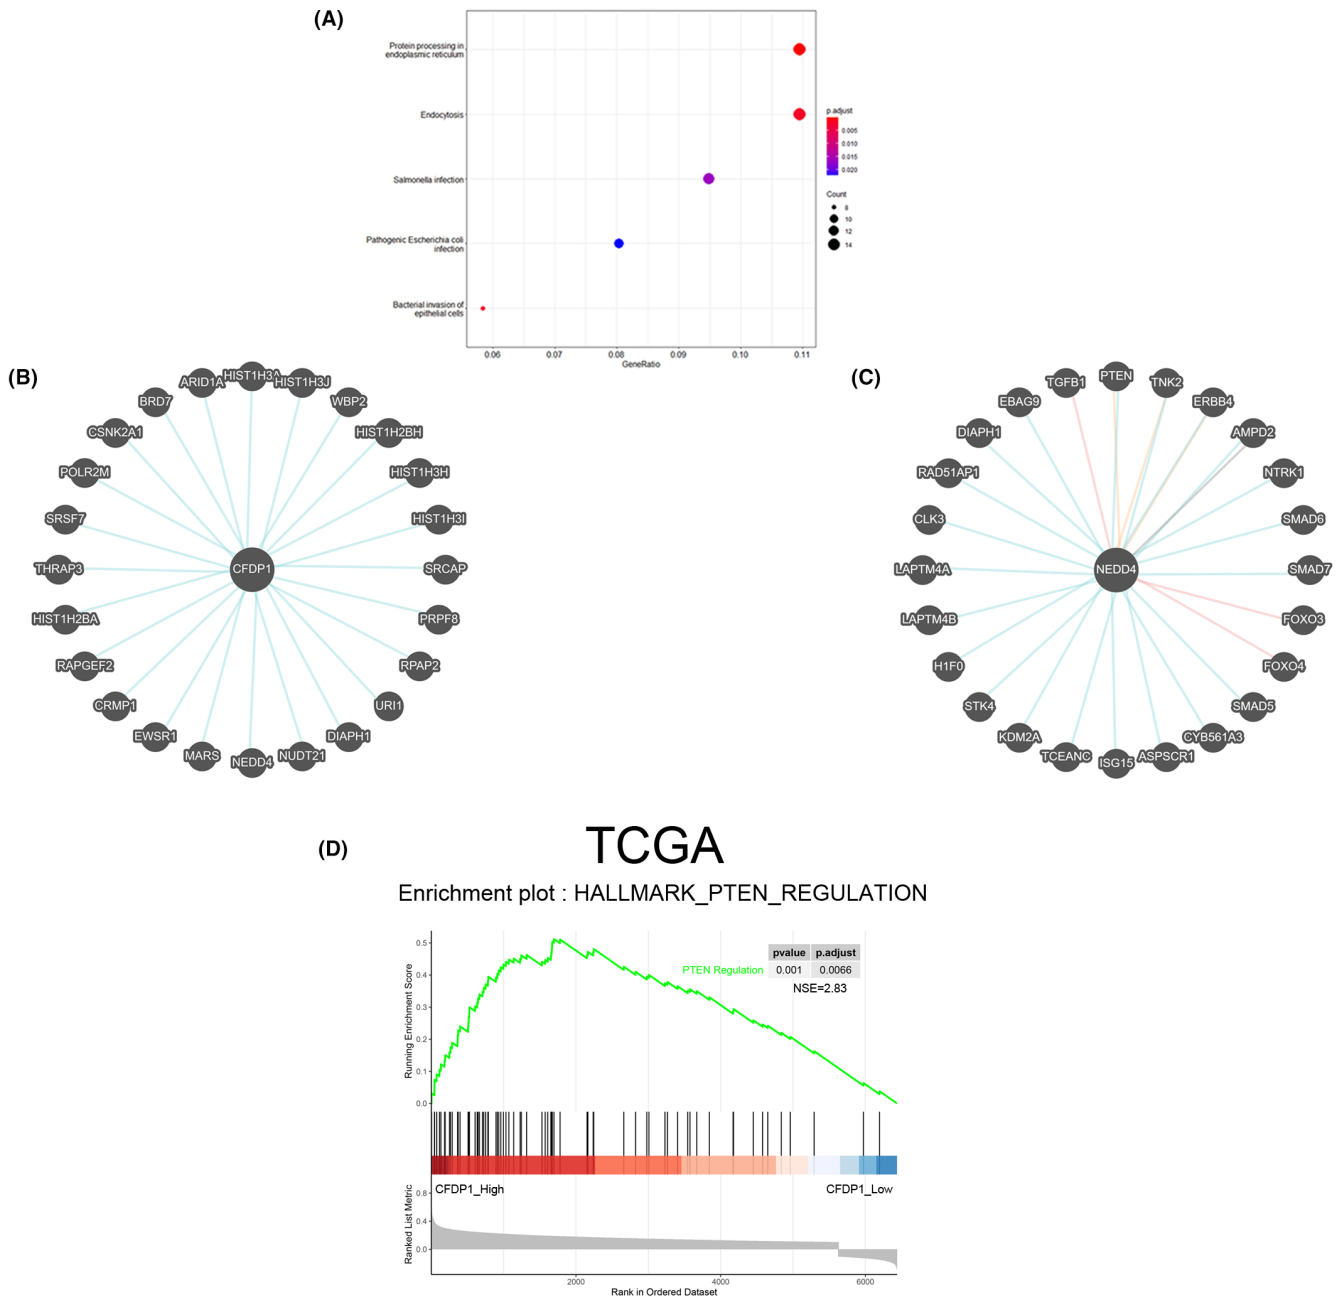 (A)
Protein processing in
endoplasmic reticulum
Endocytosis
Salmonella infection
Pathogenic Escherichia coli
infection
Bacterial invasion of
epithelial cells
0.06 0.07 0.08 0.09 0.10 0.11
GeneRatio
p.adjust
0.005
0.010
0.015
0.020
Count
8
10
12
14
(B)
HIST1H3A
ARID1A
HIST1H3J
BRD7
WBP2
CSNK2A1
HIST1H2BH
POLR2M
HIST1H3H
SRSF7
HIST1H3I
THRAP3
CFDP1
SRCAP
HIST1H2BA
PRPF8
RAPGEF2
RPAP2
CRMP1
URI1
EWSR1
DIAPH1
MARS
NUDT21
NEDD4
(C)
PTEN
TGFB1
TNK2
EBAG9
ERBB4
DIAPH1
AMPD2
RAD51AP1
NTRK1
CLK3
SMAD6
LAPTM4A
NEDD4
SMAD7
LAPTM4B
FOXO3
H1F0
FOXO4
STK4
SMAD5
KDM2A
CYB561A3
TCEANC
ASPSCR1
ISG15
(D)
TCGA
Enrichment plot : HALLMARK_PTEN_REGULATION
Running Enrichment Score
0.5
0.4
0.3
0.2
0.1
0.0
pvalue p.adjust
PTEN Regulation 0.001 0.0066
NSE=2.83
CFDP1_High CFDP1_Low
Ranked List Metric
0.8
0.4
0.0
2000 4000 6000
Rank in Ordered Dataset